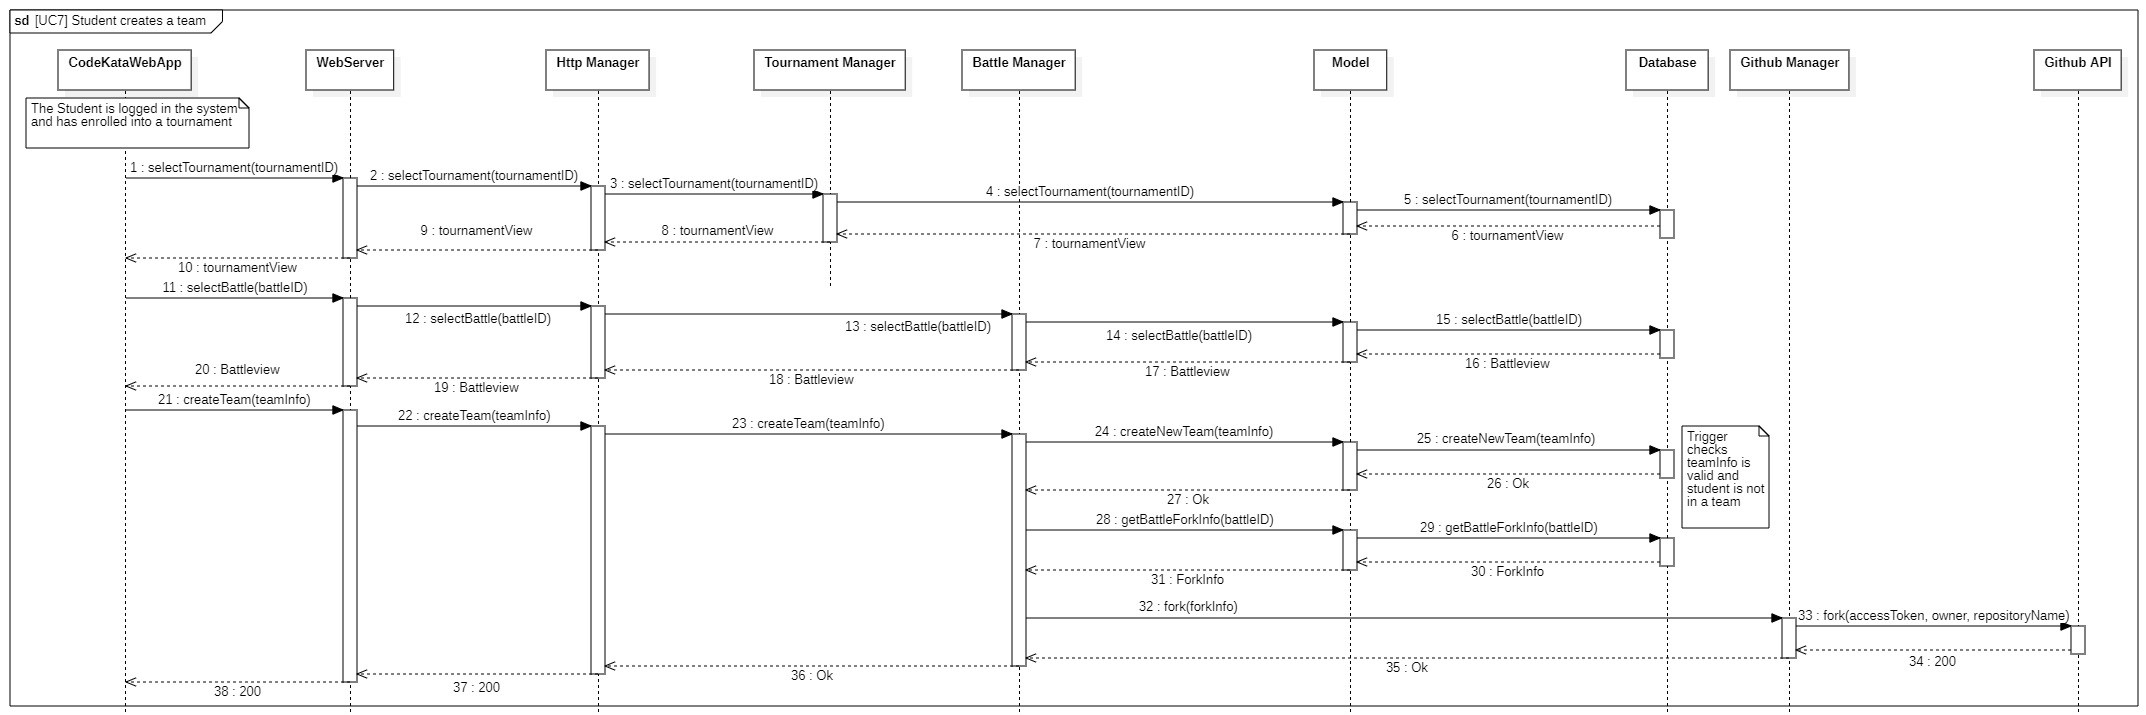 sd [UC7] Student creates a team
CodeKataWebApp
WebServer
Http Manager
Tournament Manager
Battle Manager
Model
Database
Github Manager
Github API
The Student is logged in the system
and has enrolled into a tournament
1 : selectTournament(tournamentID)
2 : selectTournament(tournamentID)
3 : selectTournament(tournamentID)
4 : selectTournament(tournamentID)
5 : selectTournament(tournamentID)
6 : tournamentView
7 : tournamentView
8 : tournamentView
9 : tournamentView
10 : tournamentView
11 : selectBattle(battleID)
12 : selectBattle(battleID)
13 : selectBattle(battleID)
14 : selectBattle(battleID)
15 : selectBattle(battleID)
16 : Battleview
17 : Battleview
18 : Battleview
19 : Battleview
20 : Battleview
21 : createTeam(teamInfo)
22 : createTeam(teamInfo)
23 : createTeam(teamInfo)
24 : createNewTeam(teamInfo)
25 : createNewTeam(teamInfo)
Trigger
checks
teamInfo is
valid and
student is not
in a team
26 : Ok
27 : Ok
28 : getBattleForkInfo(battleID)
29 : getBattleForkInfo(battleID)
30 : ForkInfo
31 : ForkInfo
32 : fork(forkInfo)
33 : fork(accessToken, owner, repositoryName)
34 : 200
35 : Ok
36 : Ok
37 : 200
38 : 200